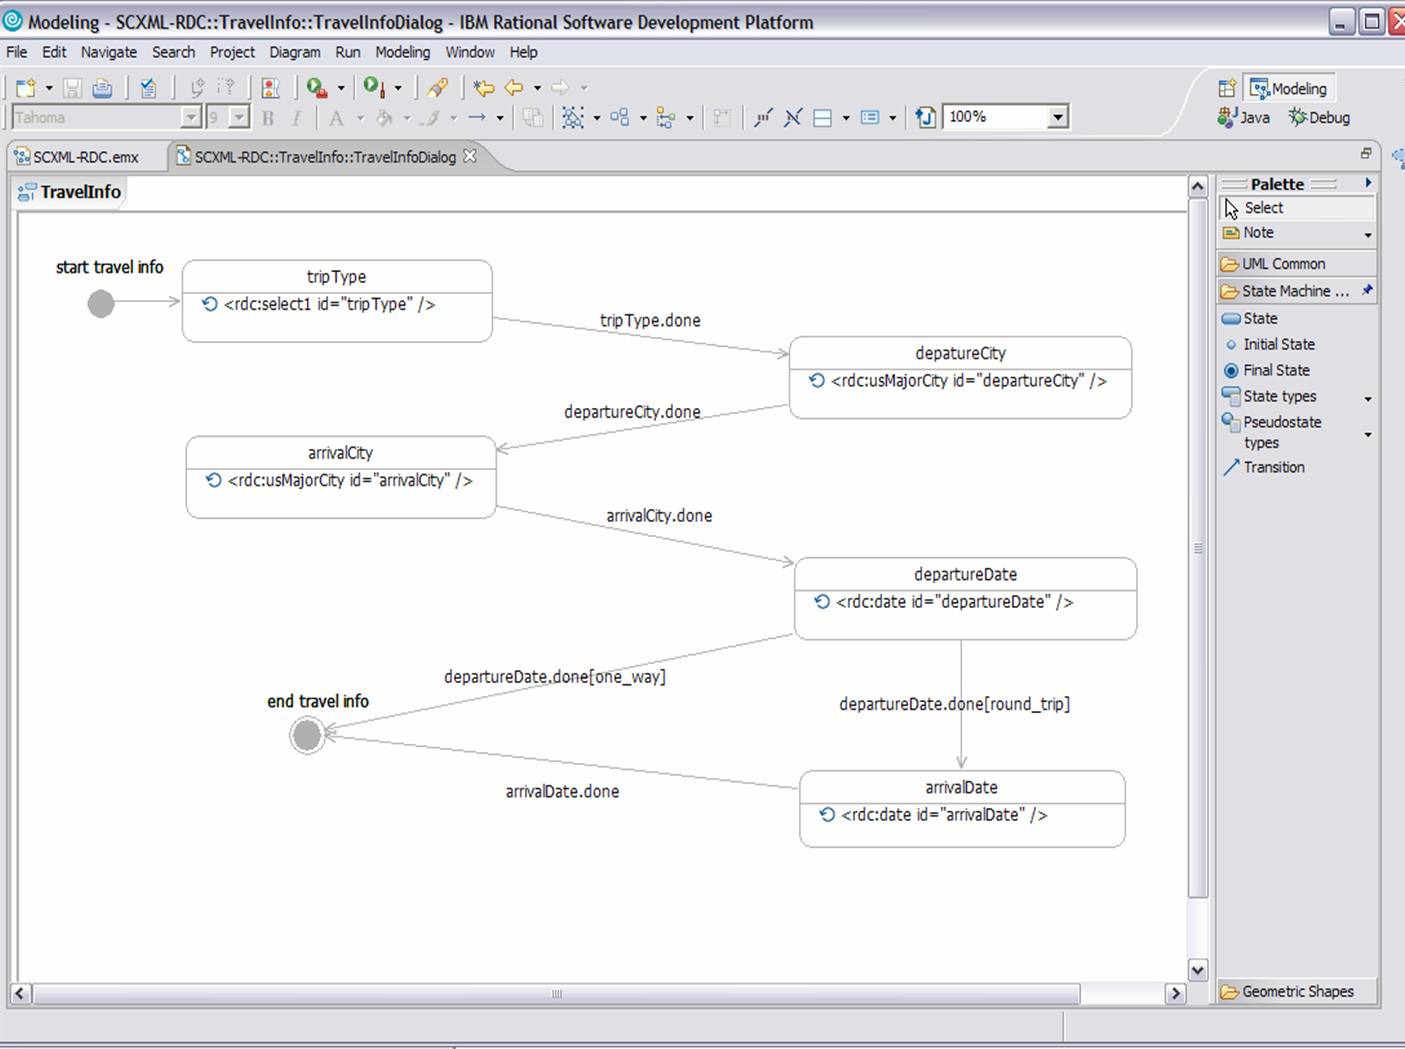 Modeling - SCXML-RDC::TravelInfo::TravelInfoDialog - IBM Rational Software Development Platform
File Edit Navigate Search Project Diagram Run Modeling Window Help
Modeling
Tahoma 9 B I A 100%
Java Debug
SCXML-RDC.emx SCXML-RDC::TravelInfo::TravelInfoDialog
TravelInfo
start travel info
tripType
<rdc:select1 id="tripType" />
tripType.done
depatureCity
<rdc:usMajorCity id="departureCity" />
departureCity.done
arrivalCity
<rdc:usMajorCity id="arrivalCity" />
arrivalCity.done
departureDate
<rdc:date id="departureDate" />
departureDate.done[one_way]
end travel info
departureDate.done[round_trip]
arrivalDate
<rdc:date id="arrivalDate" />
arrivalDate.done
Palette
Select
Note
UML Common
State Machine ...
State
Initial State
Final State
State types
Pseudostate
types
Transition
Geometric Shapes